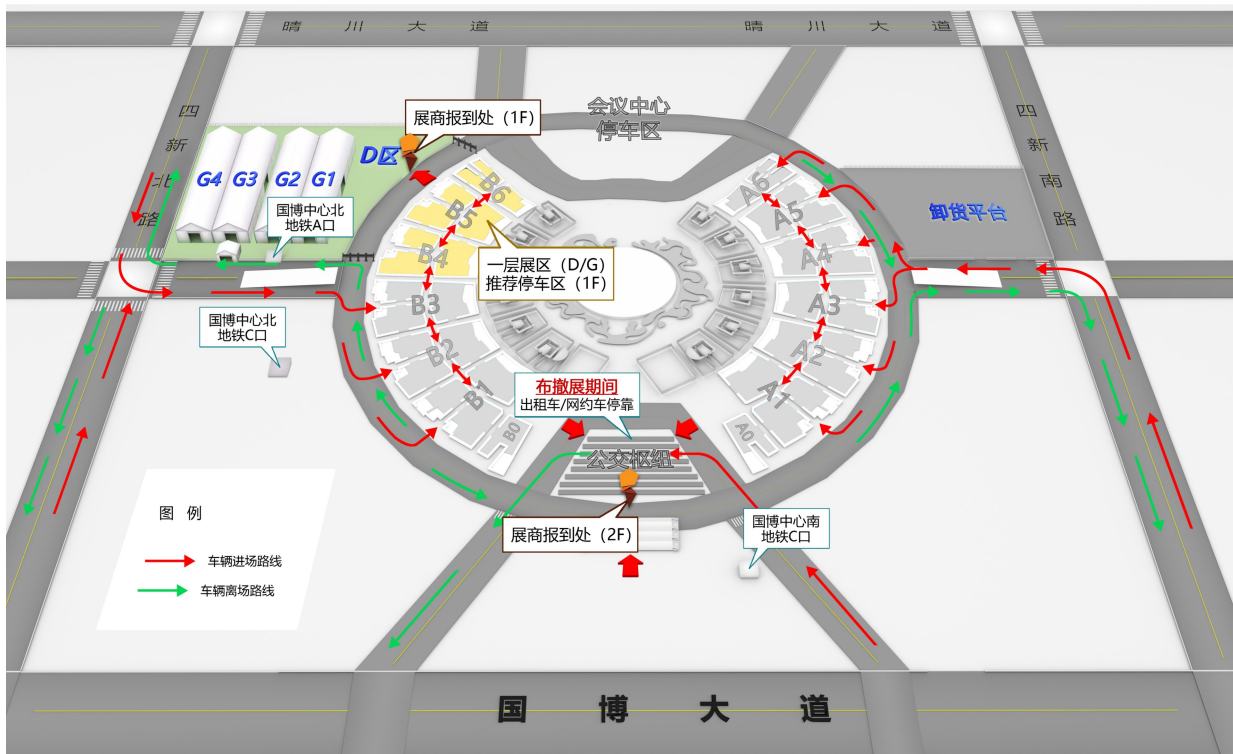 晴川大道
晴川大道
四新北路
四新南路
会议中心
停车区
展商报到处（1F）
D区
G4
G3
G2
G1
国博中心北
地铁A口
卸货平台
B6
B5
B4
B3
B2
B1
B0
A6
A5
A4
A3
A2
A1
A0
一层展区（D/G）
推荐停车区（1F）
国博中心北
地铁C口
布撤展期间
出租车/网约车停靠
公交枢纽
展商报到处（2F）
国博中心南
地铁C口
图 例
车辆进场路线
车辆离场路线
国博大道